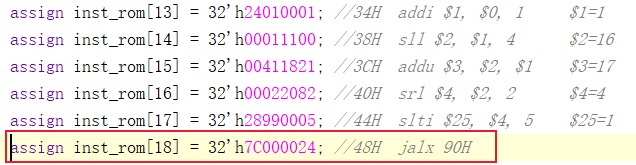 assign inst_rom[13] = 32'h24010001; //34H  addi $1, $0, 1      $1=1
assign inst_rom[14] = 32'h00011100; //38H  sll $2, $1, 4       $2=16
assign inst_rom[15] = 32'h00411821; //3CH  addu $3, $2, $1     $3=17
assign inst_rom[16] = 32'h00022082; //40H  srl $4, $2, 2       $4=4
assign inst_rom[17] = 32'h28990005; //44H  slti $25, $4, 5     $25=1
assign inst_rom[18] = 32'h7C000024; //48H  jalx 90H